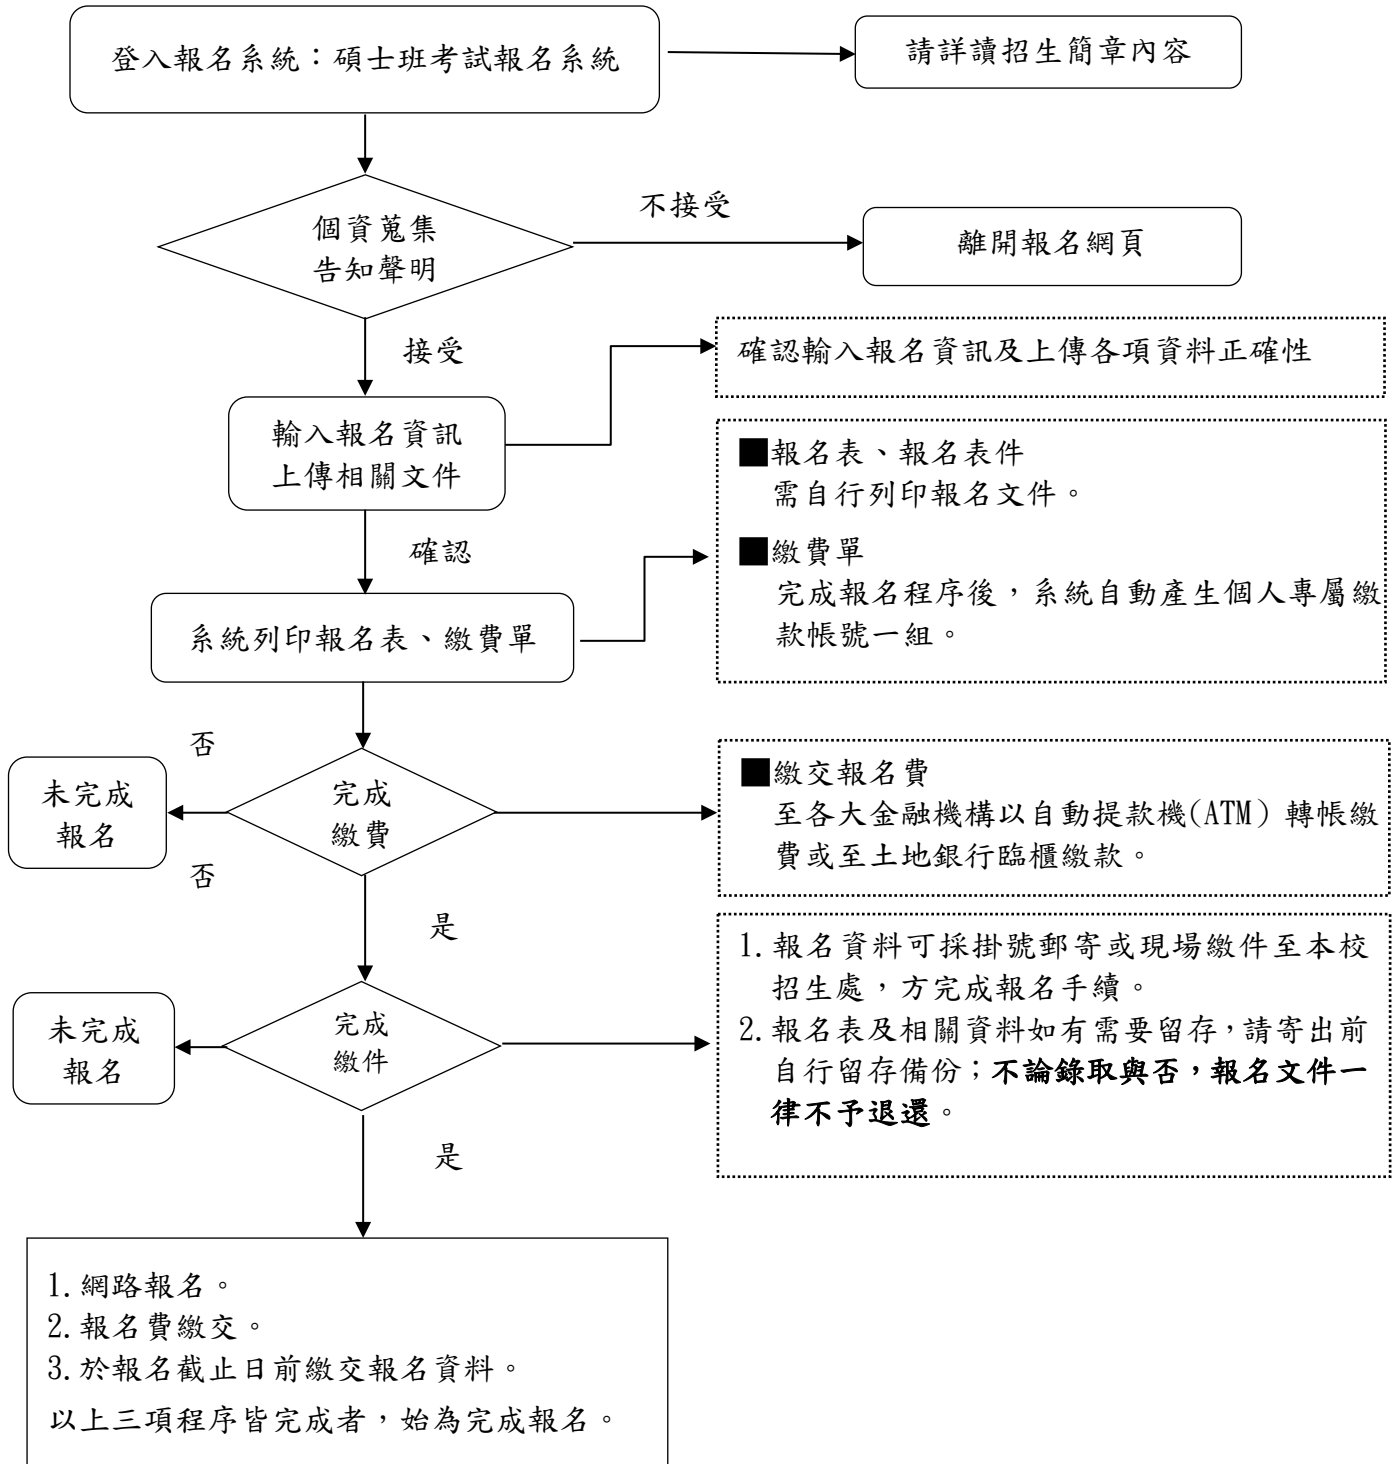 登入報名系統：碩士班考試報名系統
請詳讀招生簡章內容
個資蒐集
告知聲明
不接受
離開報名網頁
接受
確認輸入報名資訊及上傳各項資料正確性
輸入報名資訊
上傳相關文件
■報名表、報名表件
需自行列印報名文件。
■繳費單
完成報名程序後，系統自動產生個人專屬繳
款帳號一組。
確認
系統列印報名表、繳費單
否
未完成
報名
完成
繳費
■繳交報名費
至各大金融機構以自動提款機(ATM) 轉帳繳
費或至土地銀行臨櫃繳款。
否
是
1.報名資料可採掛號郵寄或現場繳件至本校
招生處，方完成報名手續。
2.報名表及相關資料如有需要留存，請寄出前
自行留存備份；不論錄取與否，報名文件一
律不予退還。
未完成
報名
完成
繳件
是
1.網路報名。
2.報名費繳交。
3.於報名截止日前繳交報名資料。
以上三項程序皆完成者，始為完成報名。